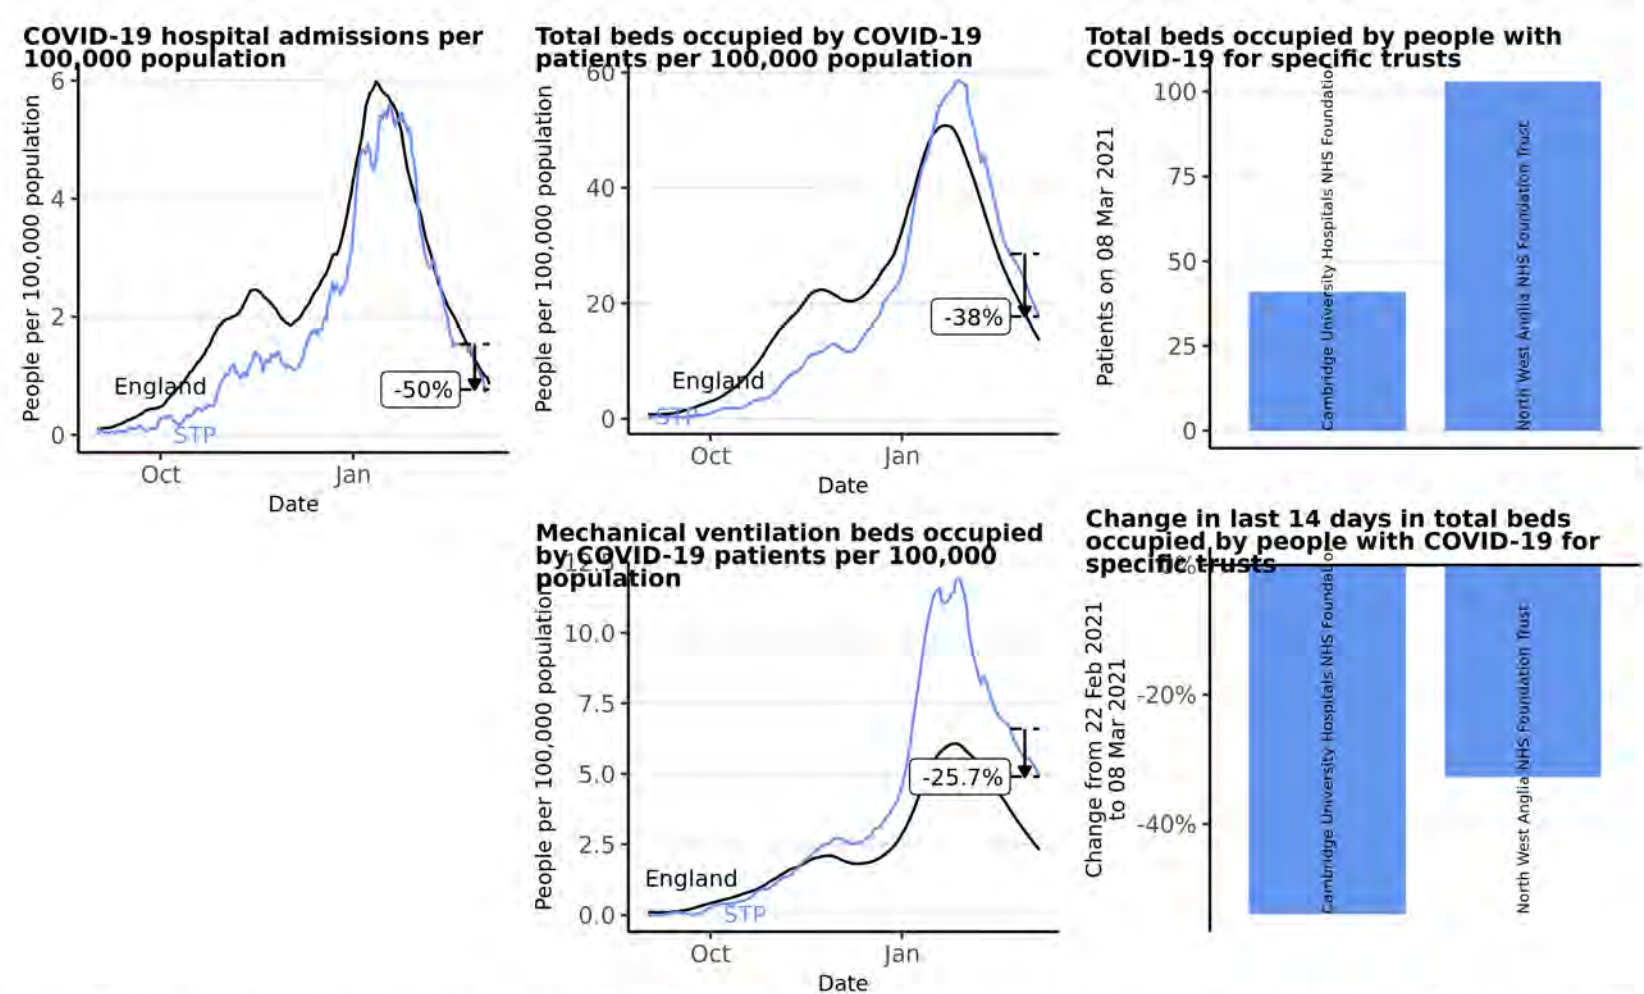 COVID-19 hospital admissions per
100,000 population
People per 100,000 population
6
4
2
0
England
STP
-50%
Oct
Jan
Date
Total beds occupied by COVID-19
patients per 100,000 population
People per 100,000 population
60
40
20
0
England
STP
-38%
Oct
Jan
Date
Total beds occupied by people with
COVID-19 for specific trusts
Patients on 08 Mar 2021
100
75
50
25
0
Cambridge University Hospitals NHS Foundatio
North West Anglia NHS Foundation Trust
Mechanical ventilation beds occupied
by COVID-19 patients per 100,000
population
People per 100,000 population
12.5
10.0
7.5
5.0
2.5
0.0
England
STP
-25.7%
Oct
Jan
Date
Change in last 14 days in total beds
occupied by people with COVID-19 for
specific trusts
Change from 22 Feb 2021
to 08 Mar 2021
0%
-20%
-40%
Cambridge University Hospitals NHS Foundatio
North West Anglia NHS Foundation Trust